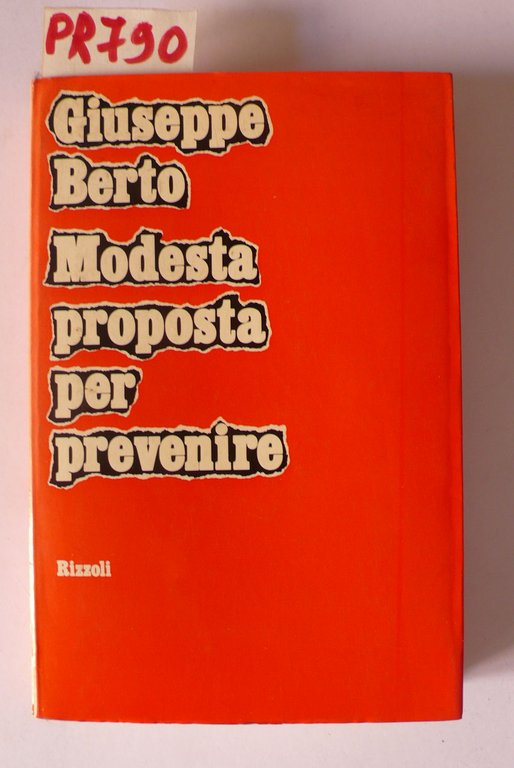 PR790
Giuseppe
Berto
Modesta
proposta
per
prevenire
Rizzoli